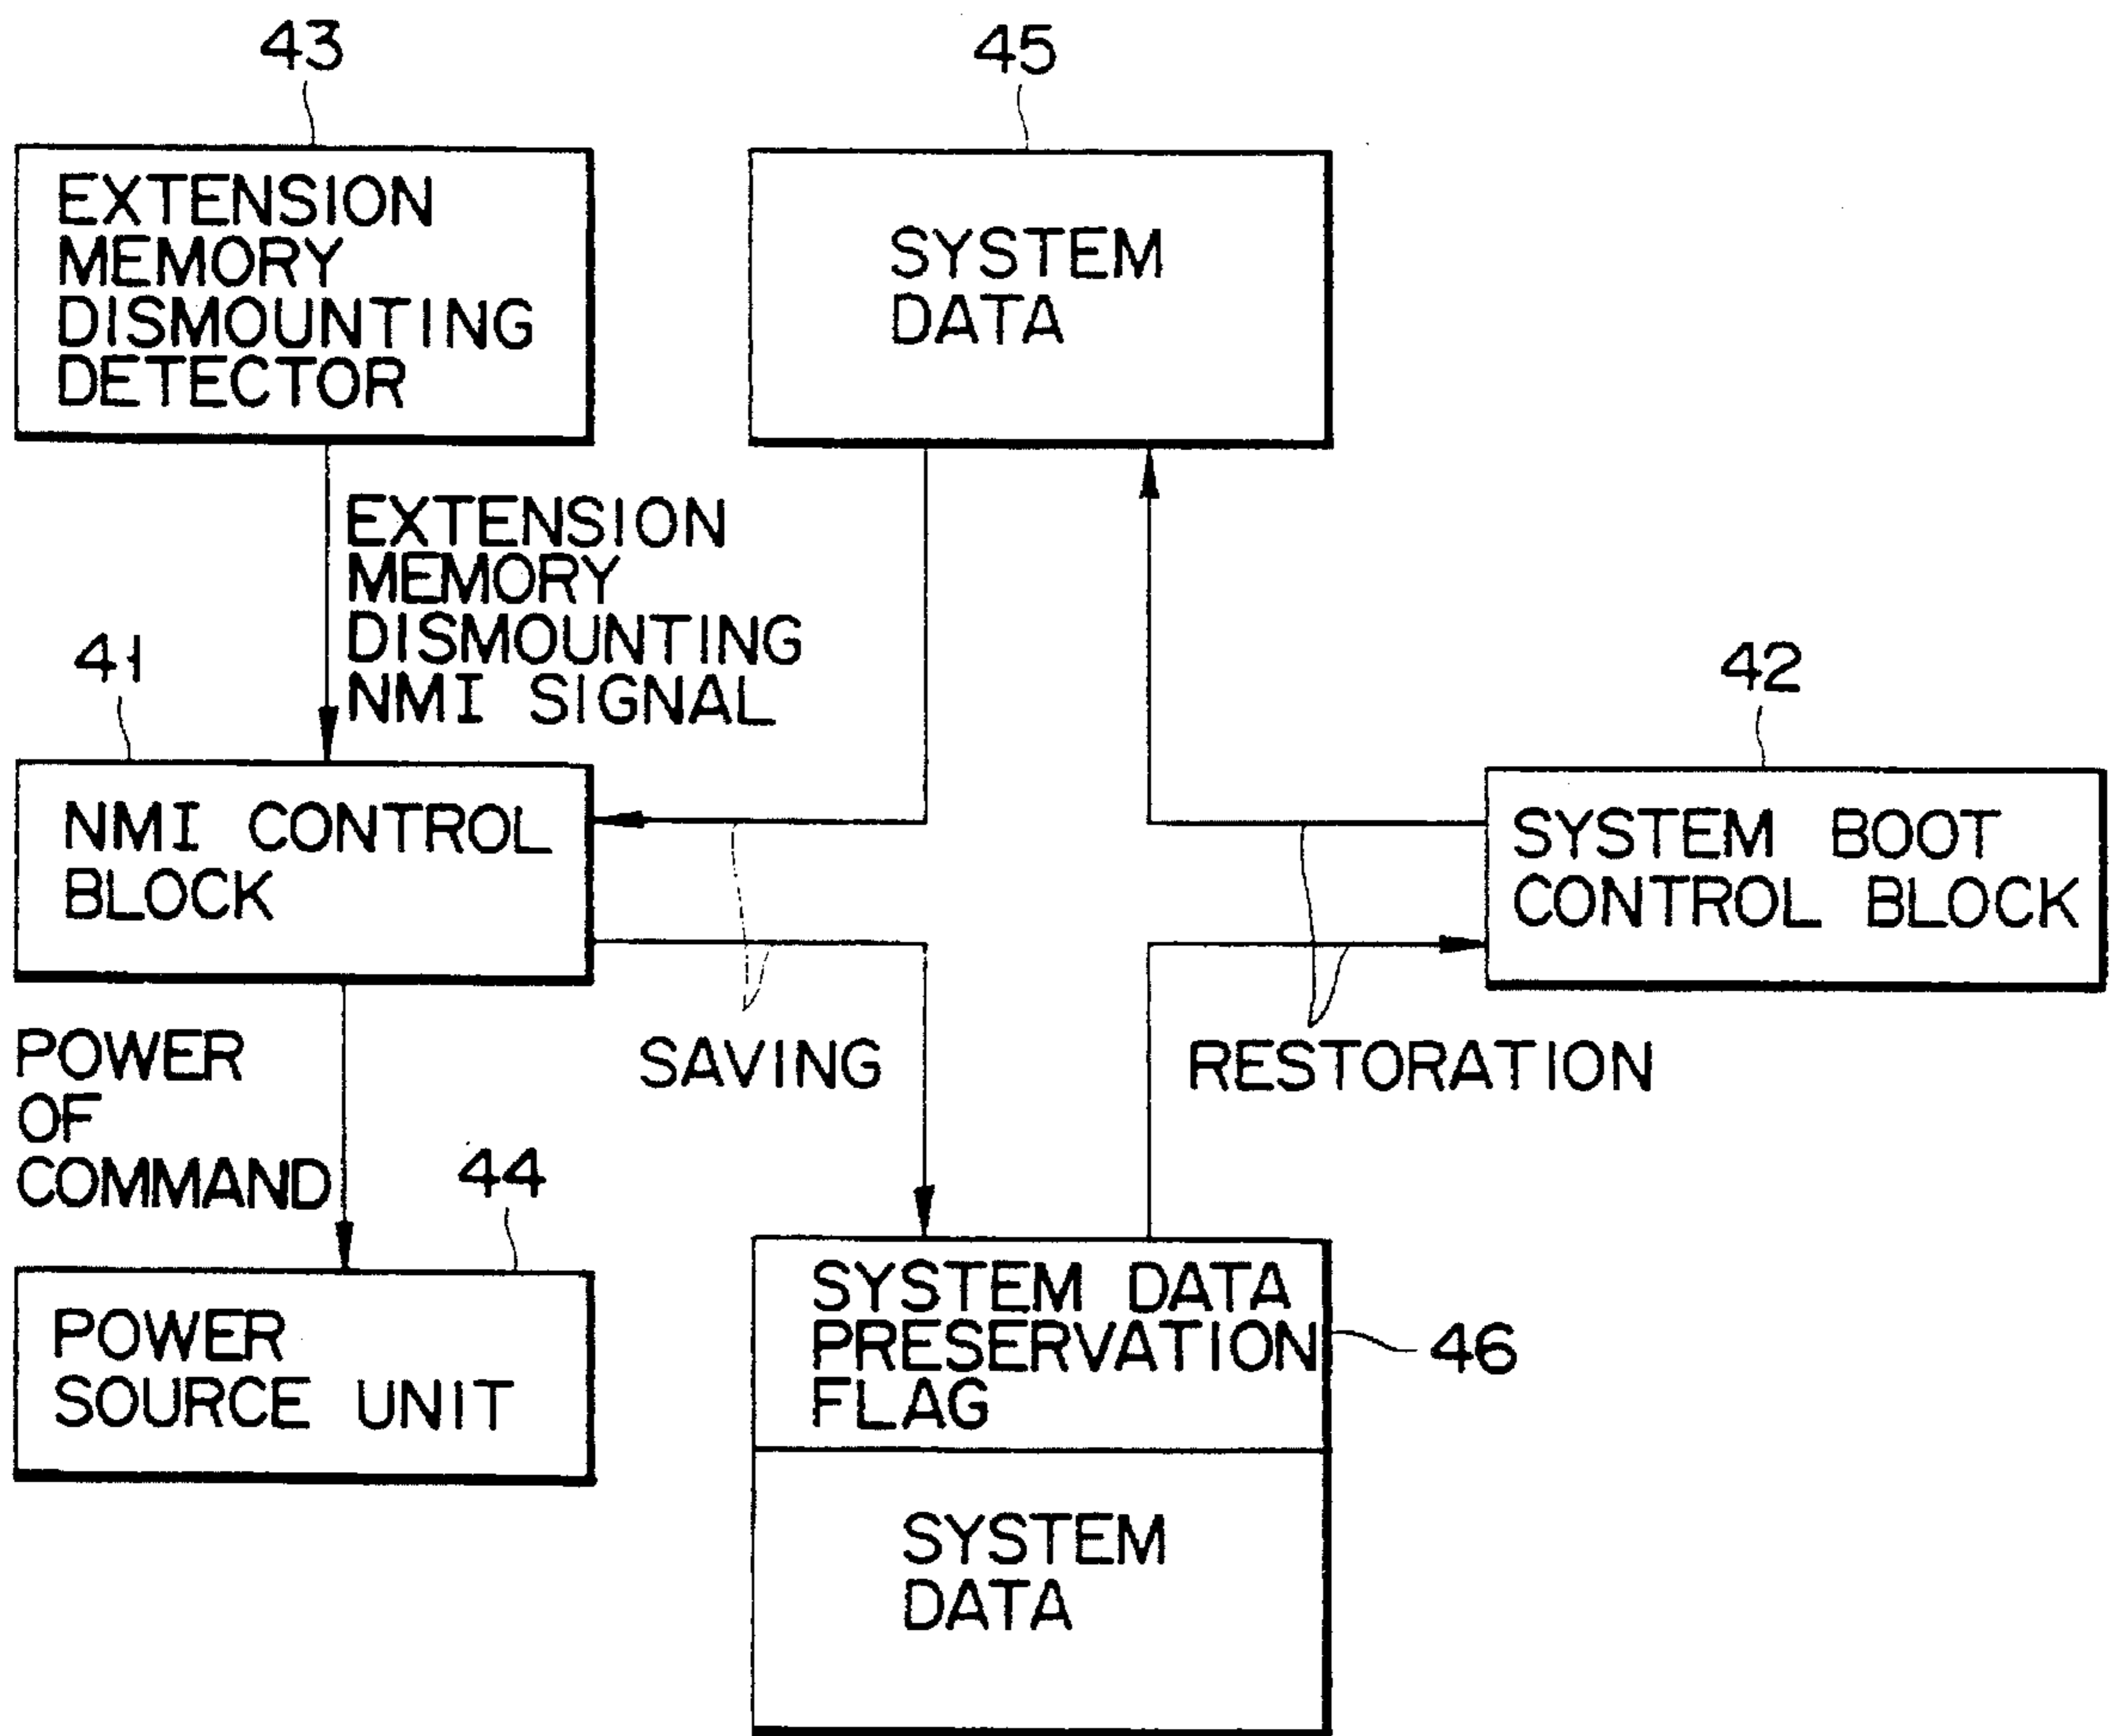 43
45
EXTENSION
MEMORY
DISMOUNTING
DETECTOR
SYSTEM
DATA
EXTENSION
MEMORY
DISMOUNTING
NMI SIGNAL
41
42
NMI CONTROL
BLOCK
SYSTEM BOOT
CONTROL BLOCK
POWER
OF
COMMAND
SAVING
RESTORATION
44
POWER
SOURCE UNIT
SYSTEM DATA
PRESERVATION
FLAG
46
SYSTEM
DATA